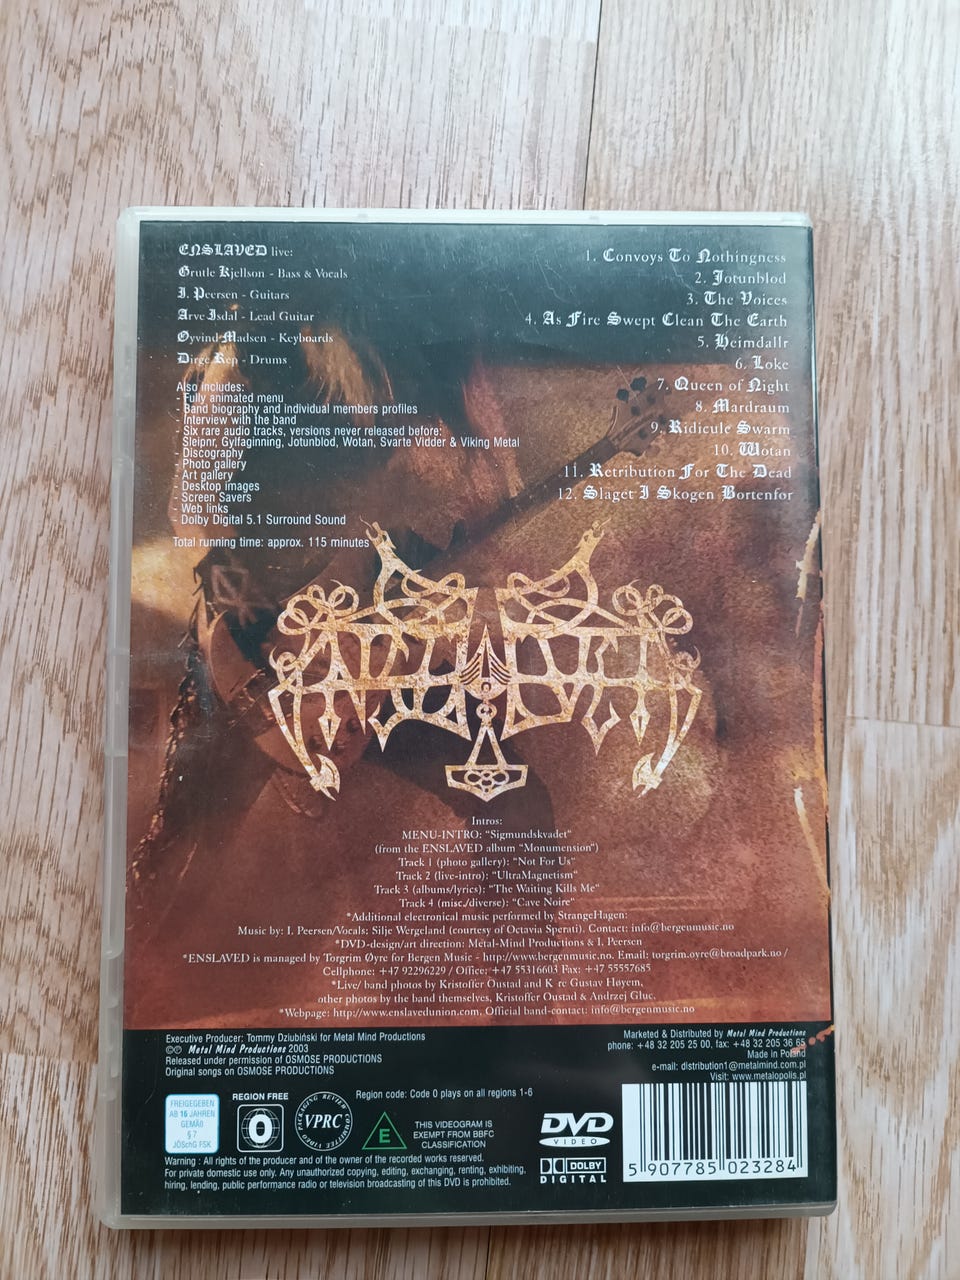 ENSLAVED live:
Grutle Kjellson - Bass & Vocals
I. Peersen - Guitars
Arve Isdal - Lead Guitar
Oyvind Madsen - Keyboards
Dirge Rep - Drums
Also includes:
- Fully animated menu
- Band biography and individual members profiles
- Interview with the band
- Six rare audio tracks, versions never released before:
Sleipnr, Gylfaginning, Jotunblod, Wotan, Svarte Vidder & Viking Metal
- Discography
- Photo gallery
- Art gallery
- Desktop images
- Screen Savers
- Web links
- Dolby Digital 5.1 Surround Sound
Total running time: approx. 115 minutes
1. Convoys To Nothingness
2. Jotunblod
3. The Voices
4. As Fire Swept Clean The Earth
5. Heimdallr
6. Loke
7. Queen of Night
8. Mardraum
9. Ridicule Swarm
10. Wotan
11. Retribution For The Dead
12. Slaget I Skogen Bortenfor
ENSLAVED
Intros:
MENU-INTRO: "Sigmundskvadet"
(from the ENSLAVED album "Monumension")
Track 1 (photo gallery): "Not For Us"
Track 2 (live-intro): "UltraMagnetism"
Track 3 (albums/lyrics): "The Waiting Kills Me"
Track 4 (misc./diverse): "Cave Noire"
*Additional electronical music performed by StrangeHagen:
Music by: I. Peersen/Vocals: Silje Wergeland (courtesy of Octavia Sperati). Contact: info@bergenmusic.no
*DVD-design/art direction: Metal-Mind Productions & I. Peersen
*ENSLAVED is managed by Torgrim Øyre for Bergen Music - http://www.bergenmusic.no. Email: torgrim.oyre@broadpark.no /
Cellphone: +47 92296229 / Office: +47 55316603 Fax: +47 55557685
*Live/ band photos by Kristoffer Oustad and K re Gustav Høyem,
other photos by the band themselves, Kristoffer Oustad & Andrzej Gluc.
*Webpage: http://www.enslavedunion.com. Official band-contact: info@bergenmusic.no
Executive Producer: Tommy Dziubiński for Metal Mind Productions
©℗ Metal Mind Productions 2003
Released under permission of OSMOSE PRODUCTIONS
Original songs on OSMOSE PRODUCTIONS
Marketed & Distributed by Metal Mind Productions
phone: +48 32 205 25 00. fax: +48 32 205 36 65
Made in Poland
e-mail: distribution1@metalmind.com.pl
Visit: www.metalopolis.pl
FREIGEGEBEN
AB 16 JAHREN
GEMÄß
§ 7
JÖSchG FSK
REGION FREE
0
VIDEO PACKAGING REVIEW COMMITTEE
VPRC
Region code: Code 0 plays on all regions 1-6
E
THIS VIDEOGRAM IS
EXEMPT FROM BBFC
CLASSIFICATION
DVD
VIDEO
DOLBY
DIGITAL
5 907785 023284
Warning : All rights of the producer and of the owner of the recorded works reserved.
For private domestic use only. Any unauthorized copying, editing, exchanging, renting, exhibiting,
hiring, lending, public performance radio or television broadcasting of this DVD is prohibited.